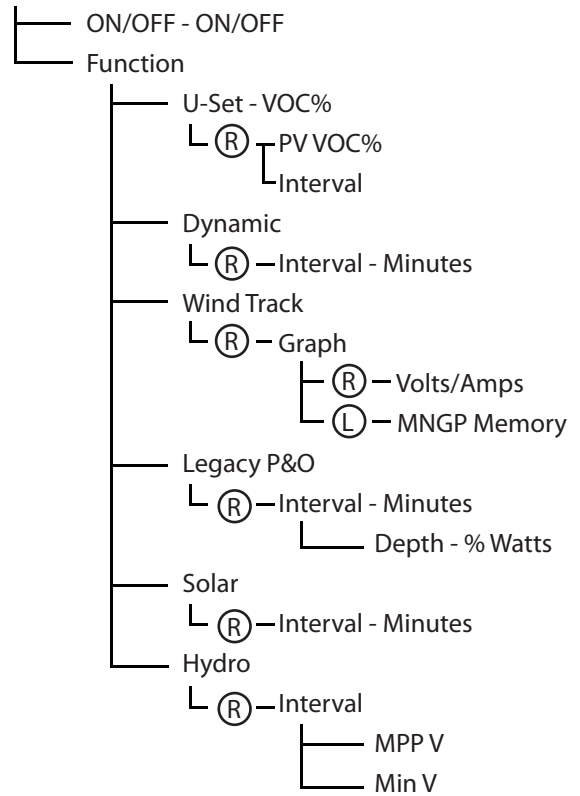 ON/OFF - ON/OFF
Function
U-Set - VOC%
R PV VOC%
Interval
Dynamic
R Interval - Minutes
Wind Track
R Graph
R Volts/Amps
L MNGP Memory
Legacy P&O
R Interval - Minutes
Depth - % Watts
Solar
R Interval - Minutes
Hydro
R Interval
MPP V
Min V